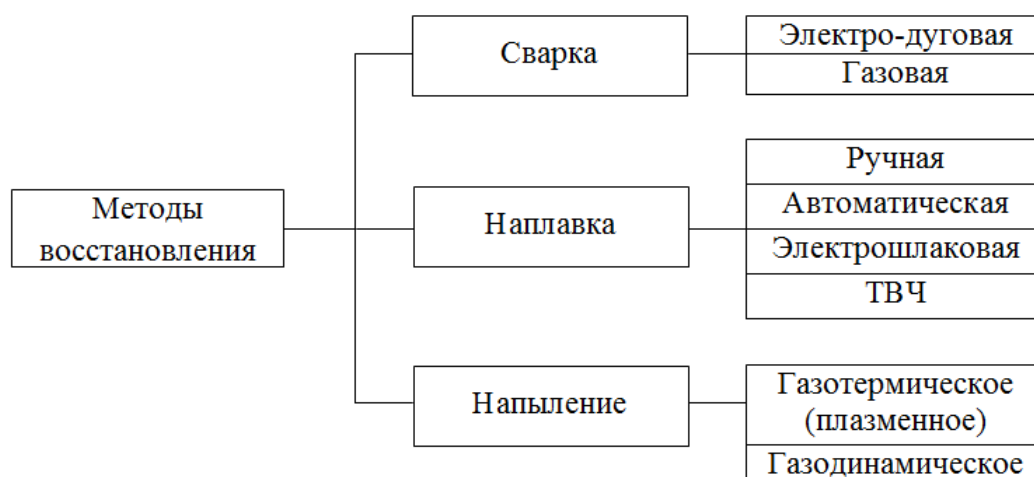 Методы
восстановления
Сварка
Электро-дуговая
Газовая
Наплавка
Ручная
Автоматическая
Электрошлаковая
ТВЧ
Напыление
Газотермическое
(плазменное)
Газодинамическое